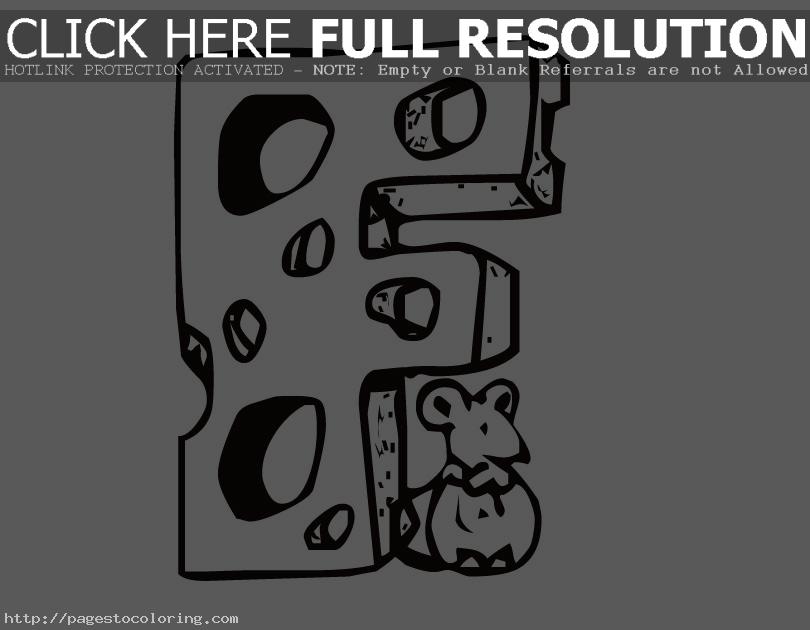 CLICK HERE FULL RESOLUTION
HOTLINK PROTECTION ACTIVATED – NOTE: Empty or Blank Referrals are not Allowed
F
http://pagestocoloring.com/